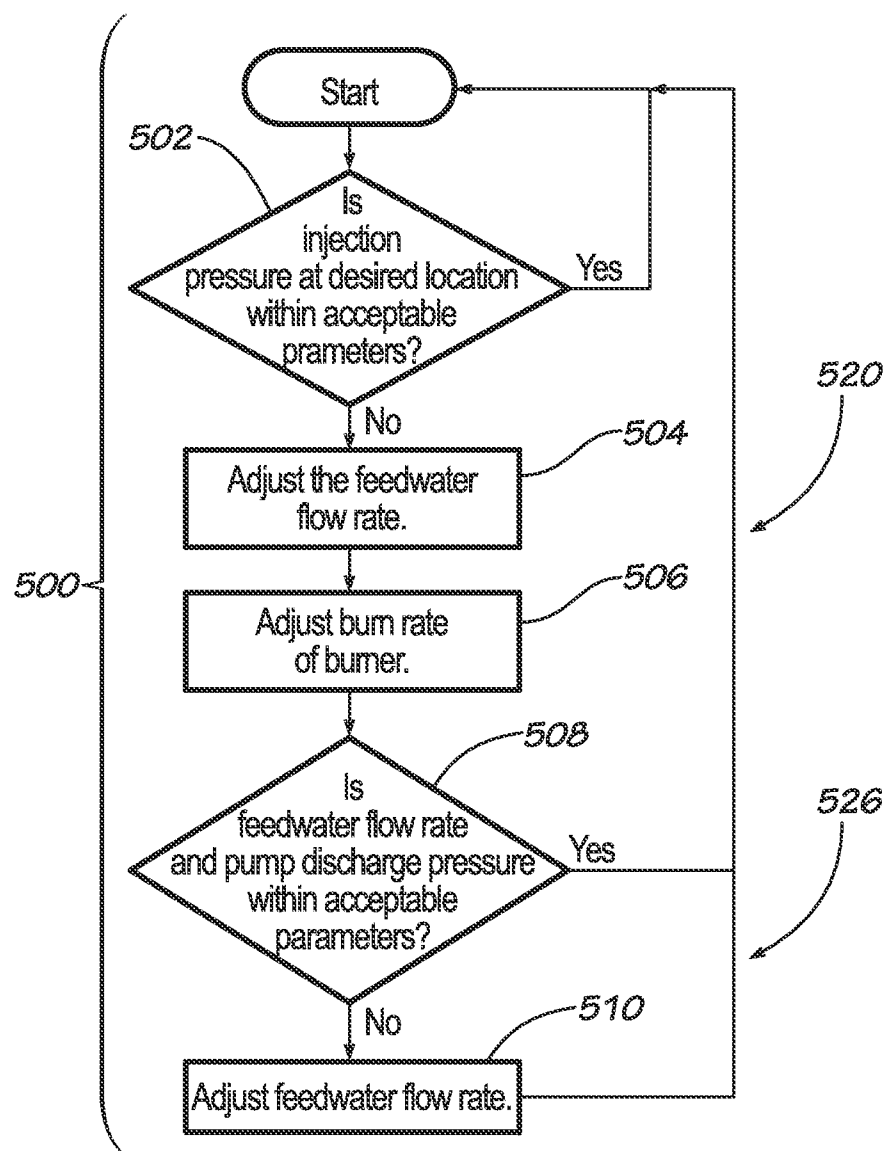 Start
502
Is
injection
pressure at desired location
within acceptable
prameters?
Yes
520
No
504
Adjust the feedwater
flow rate.
500
506
Adjust burn rate
of burner.
508
Is
feedwater flow rate
and pump discharge pressure
within acceptable
parameters?
Yes
526
No
510
Adjust feedwater flow rate.